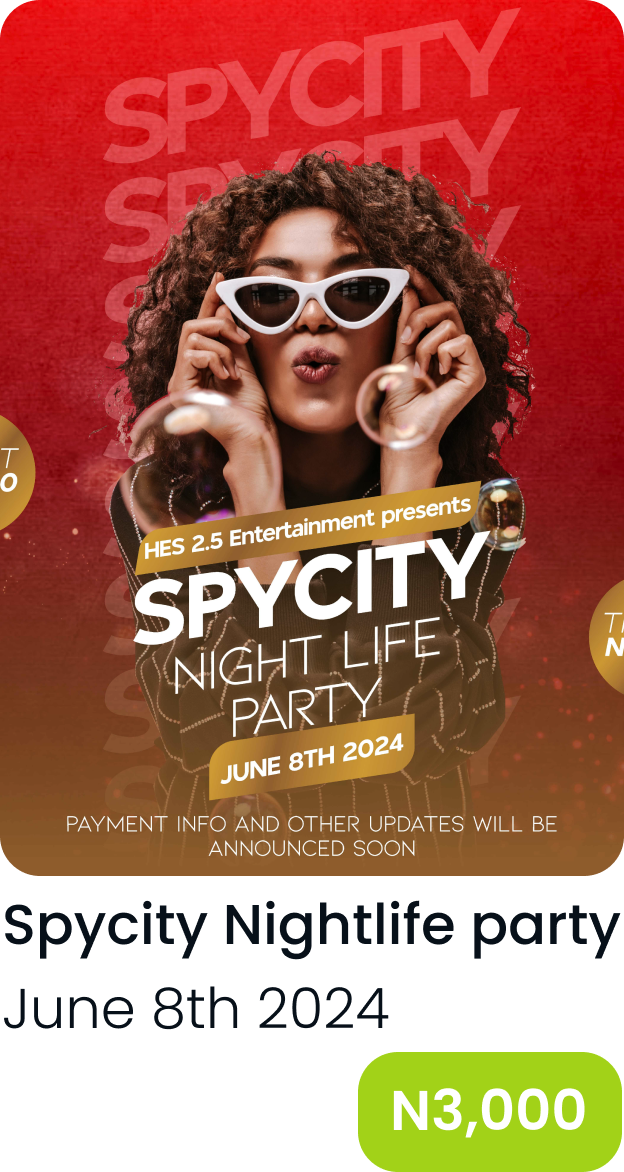 SPYCITY
SPYCITY
T
O
HES 2.5 Entertainment presents
SPYCITY
NIGHT LIFE
PARTY
JUNE 8TH 2024
PAYMENT INFO AND OTHER UPDATES WILL BE
ANNOUNCED SOON
Spycity Nightlife party
June 8th 2024
N3,000